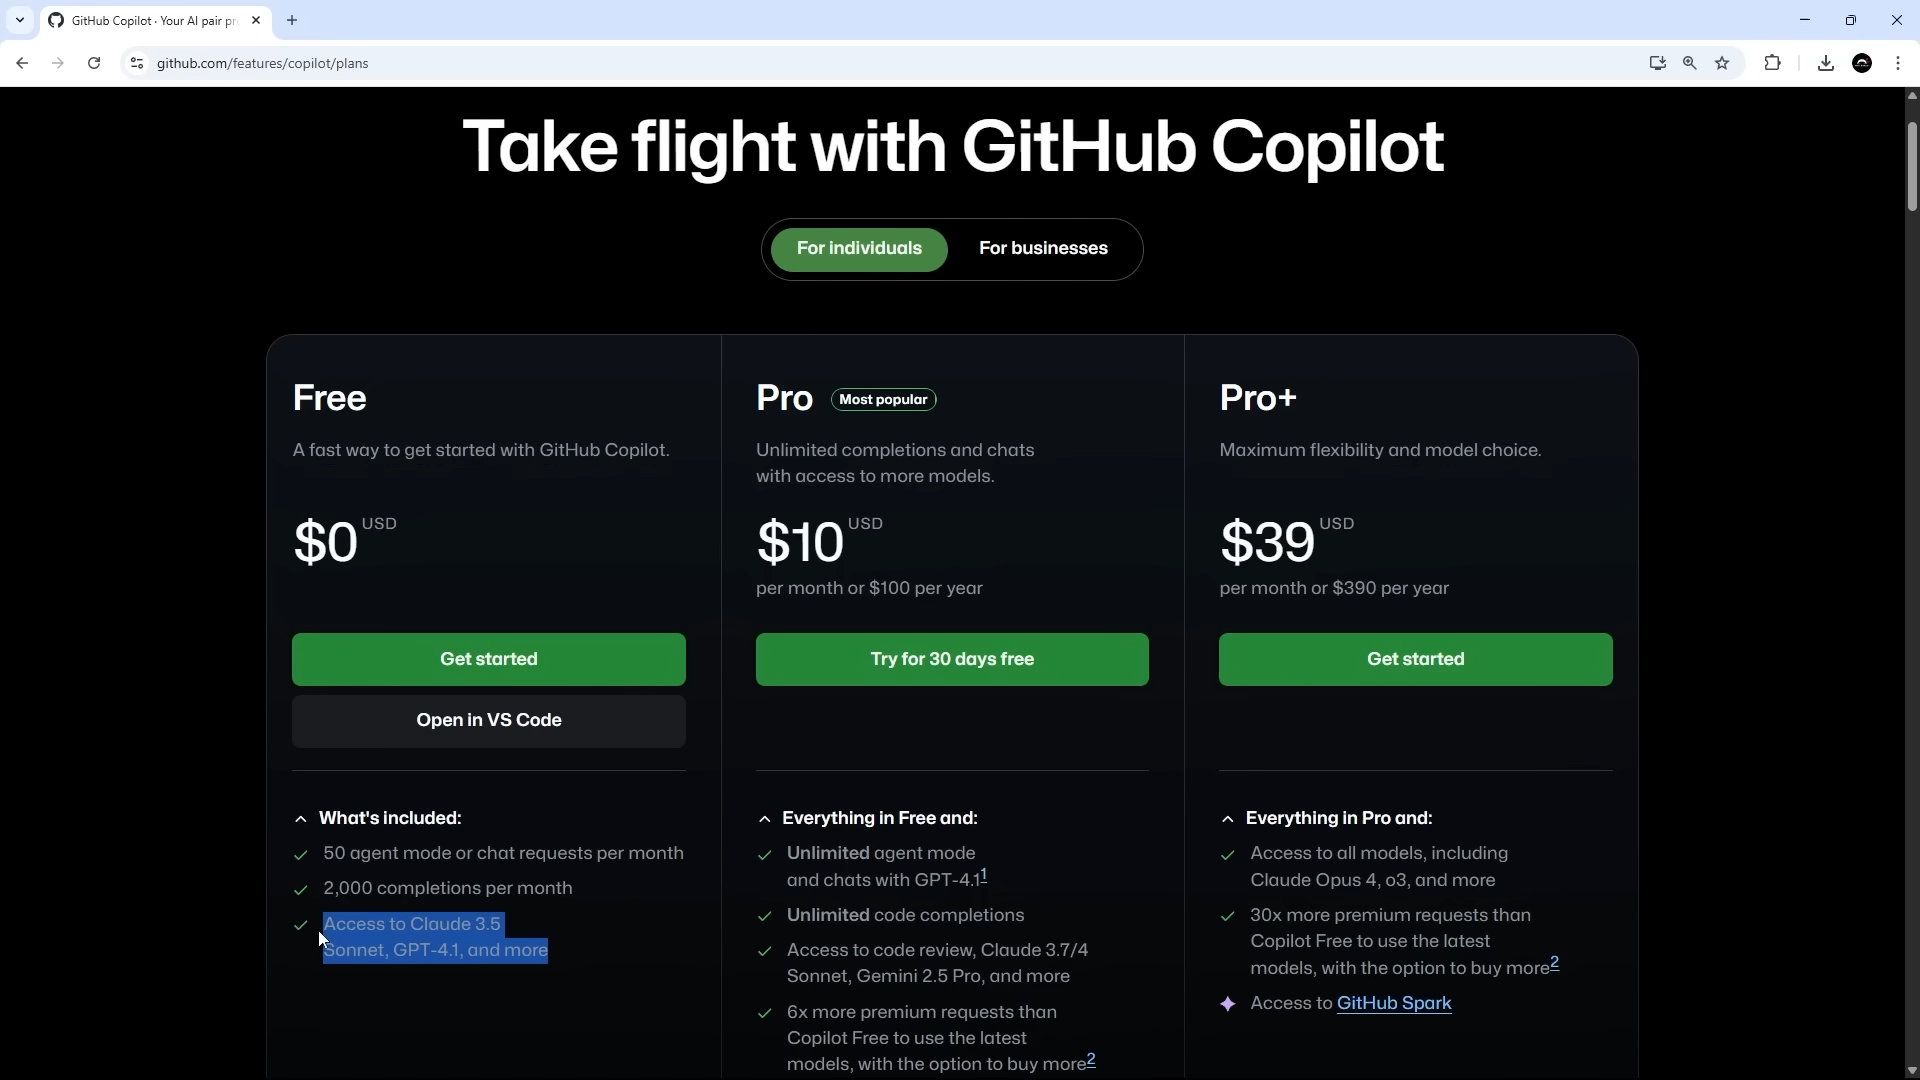 GitHub Copilot · Your AI pair pr
github.com/features/copilot/plans
Take flight with GitHub Copilot
For individuals
For businesses
Free
A fast way to get started with GitHub Copilot.
$0 USD
Get started
Open in VS Code
What's included:
50 agent mode or chat requests per month
2,000 completions per month
Access to Claude 3.5
Sonnet, GPT-4.1, and more
Pro
Most popular
Unlimited completions and chats
with access to more models.
$10 USD
per month or $100 per year
Try for 30 days free
Everything in Free and:
Unlimited agent mode
and chats with GPT-4.1¹
Unlimited code completions
Access to code review, Claude 3.7/4
Sonnet, Gemini 2.5 Pro, and more
6x more premium requests than
Copilot Free to use the latest
models, with the option to buy more²
Pro+
Maximum flexibility and model choice.
$39 USD
per month or $390 per year
Get started
Everything in Pro and:
Access to all models, including
Claude Opus 4, o3, and more
30x more premium requests than
Copilot Free to use the latest
models, with the option to buy more²
Access to GitHub Spark